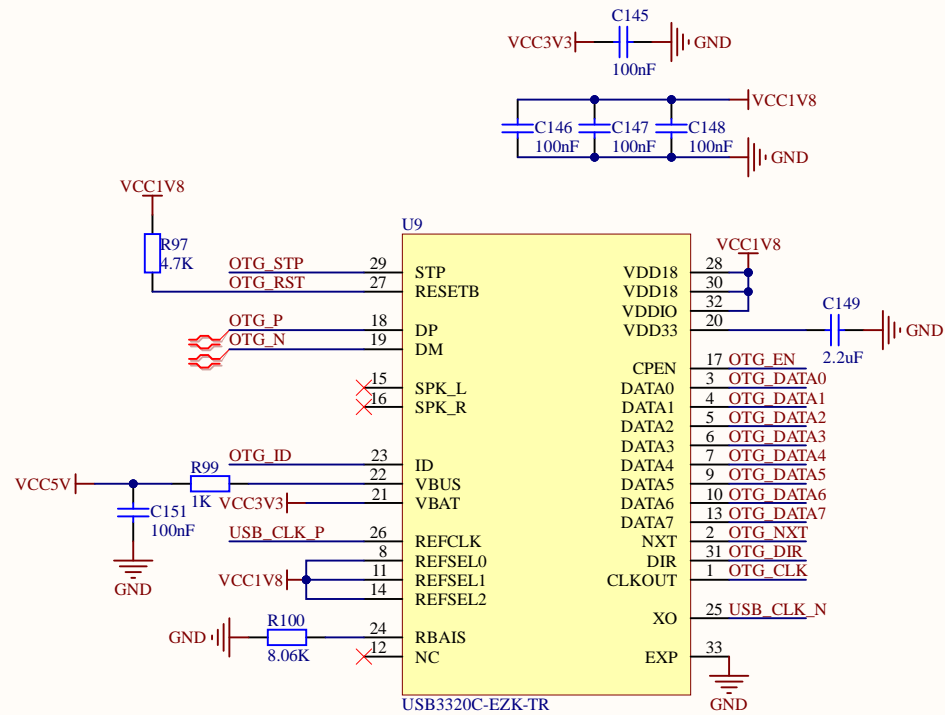 C145
VCC3V3 GND
100nF
VCC1V8
C146 C147 C148
100nF 100nF 100nF
GND
VCC1V8
R97
4.7K
U9
OTG_STP 29 STP
OTG_RST 27 RESETB
OTG_P 18 DP
OTG_N 19 DM
15 SPK_L
16 SPK_R
OTG_ID 23 ID
VCC5V R99 1K 22 VBUS
VCC3V3 21 VBAT
C151
100nF
GND
USB_CLK_P 26 REFCLK
8 REFSEL0
VCC1V8 11 REFSEL1
14 REFSEL2
R100
GND 24 RBAIS
8.06K
12 NC
VCC1V8
VDD18 28
VDD18 30
VDDIO 32
VDD33 20
C149
GND
2.2uF
CPEN 17 OTG_EN
DATA0 3 OTG_DATA0
DATA1 4 OTG_DATA1
DATA2 5 OTG_DATA2
DATA3 6 OTG_DATA3
DATA4 7 OTG_DATA4
DATA5 9 OTG_DATA5
DATA6 10 OTG_DATA6
DATA7 13 OTG_DATA7
NXT 2 OTG_NXT
DIR 31 OTG_DIR
CLKOUT 1 OTG_CLK
XO 25 USB_CLK_N
EXP 33
GND
USB3320C-EZK-TR